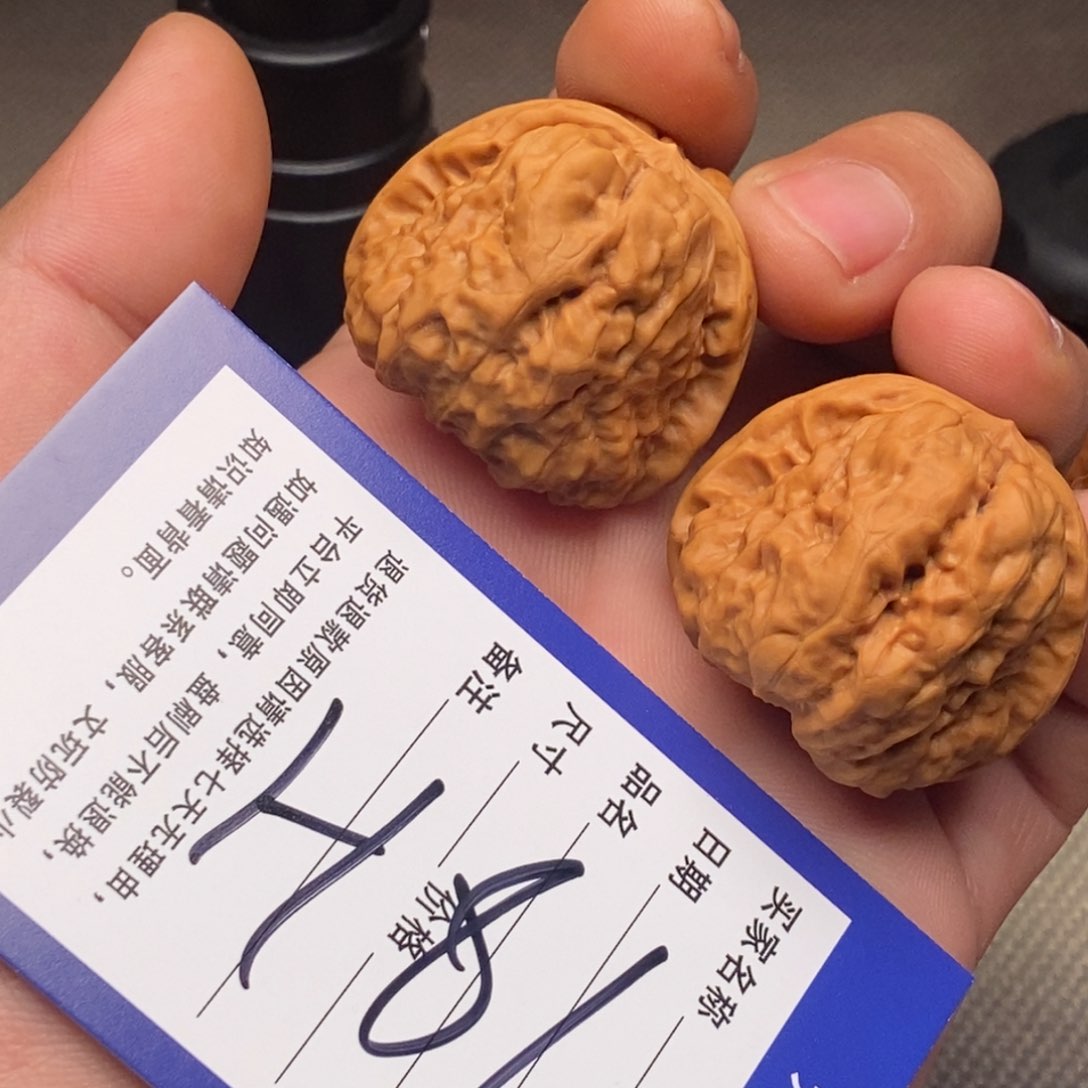 买家名称
日期
品名
尺寸 价格
备注
退货退款原因请选择七天无理由，
平台立即同意，盘刷后不能退换，
如遇问题请联系客服，文玩防裂小
知识请看背面。
H81